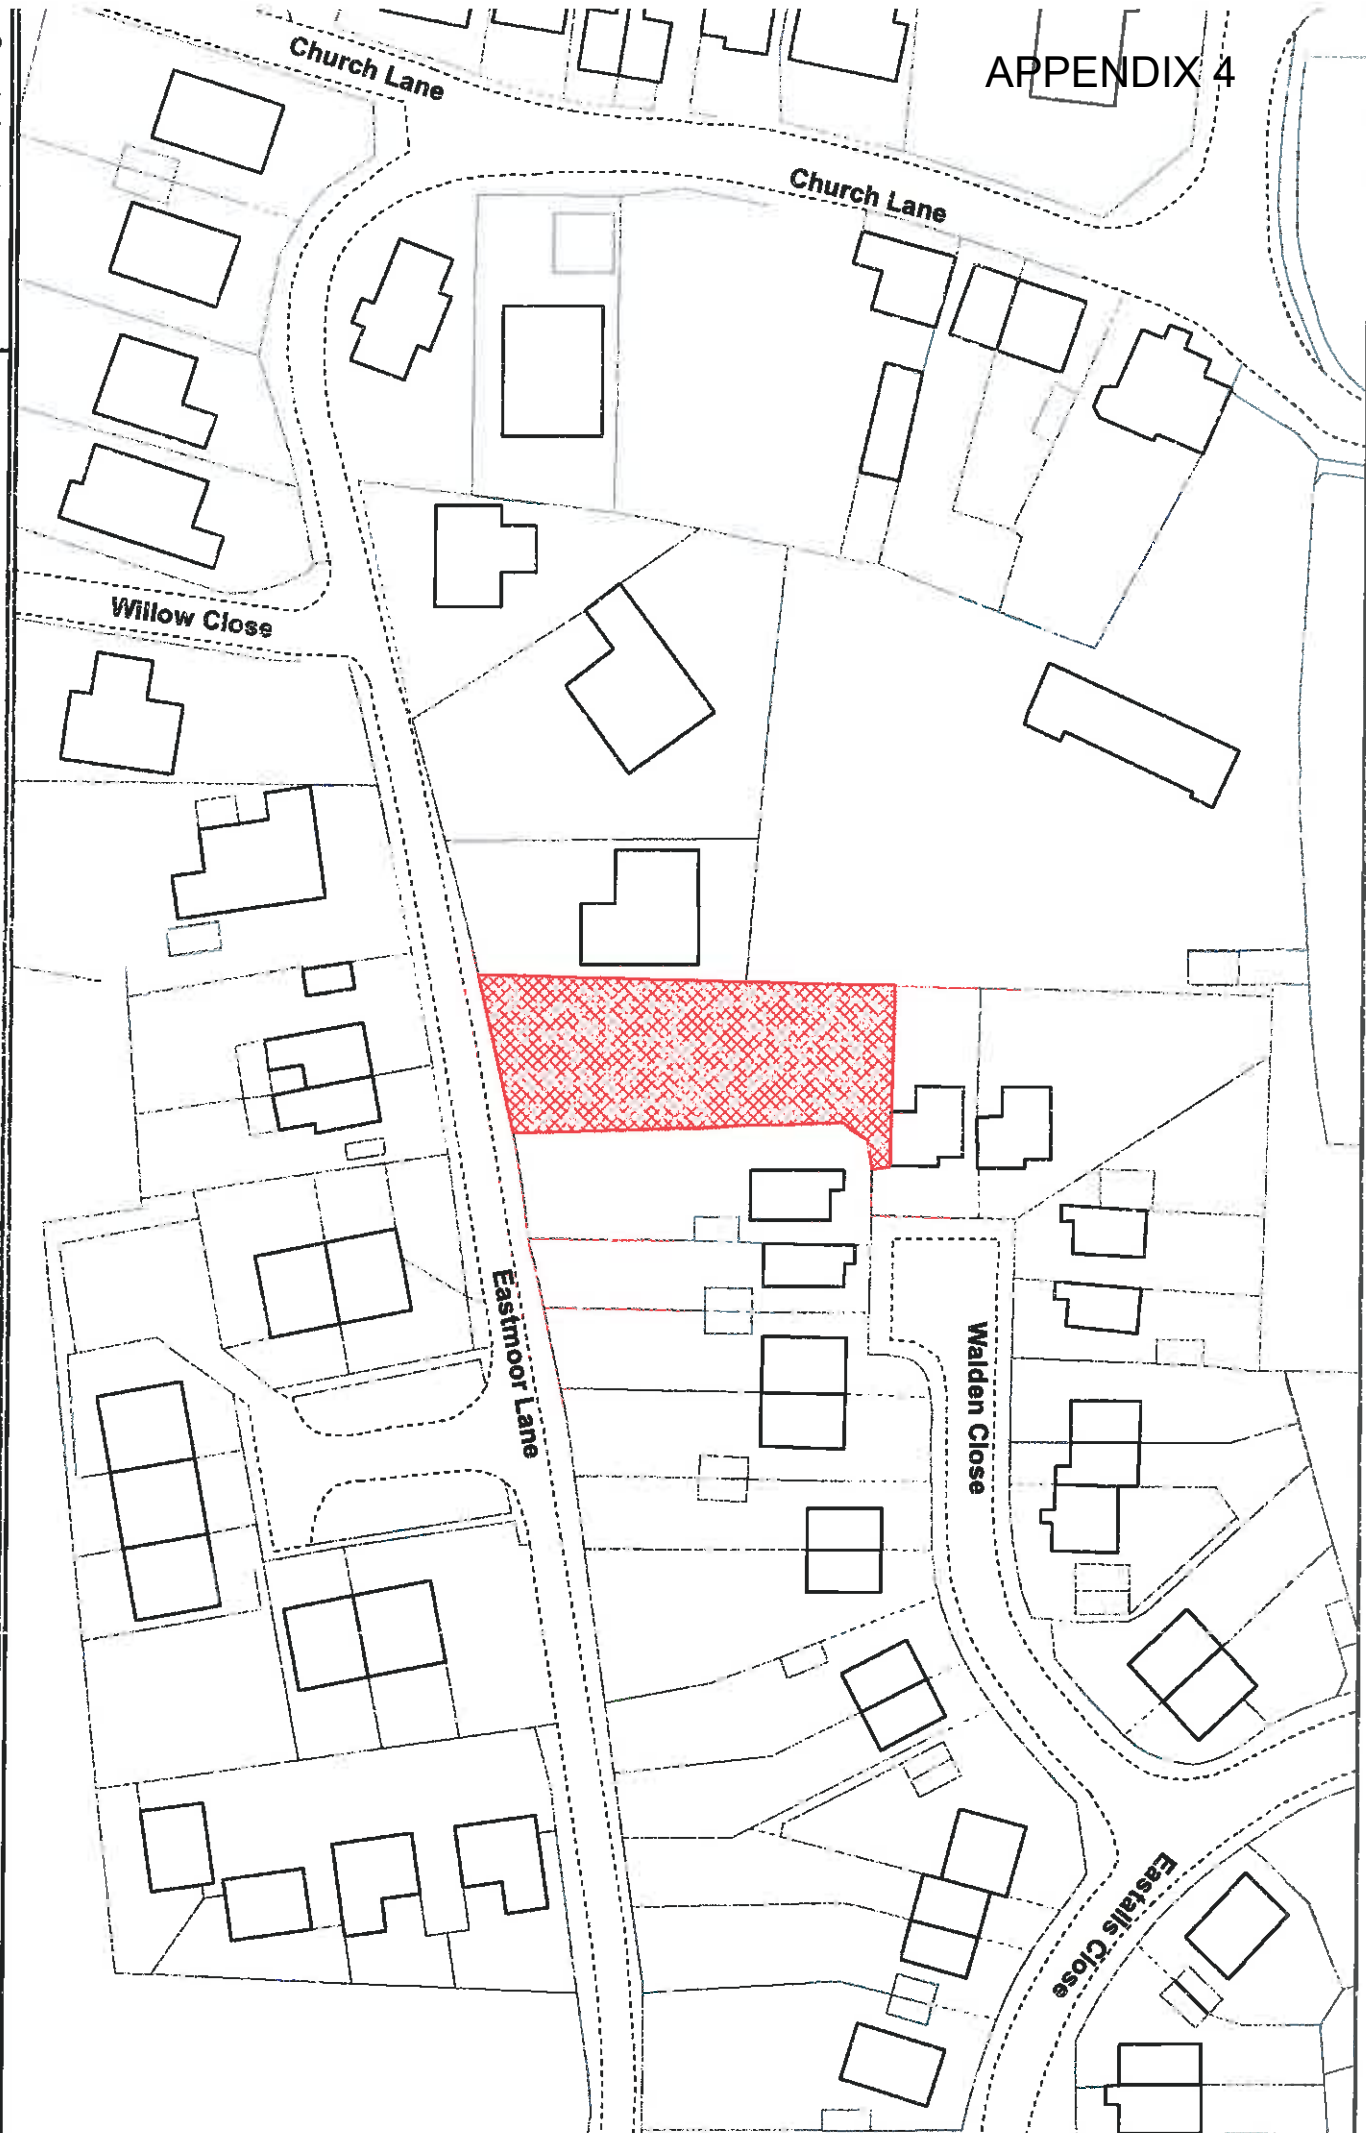 Church Lane
APPENDIX 4
Church Lane
Willow Close
Eastmoor Lane
Walden Close
Eastalls Close